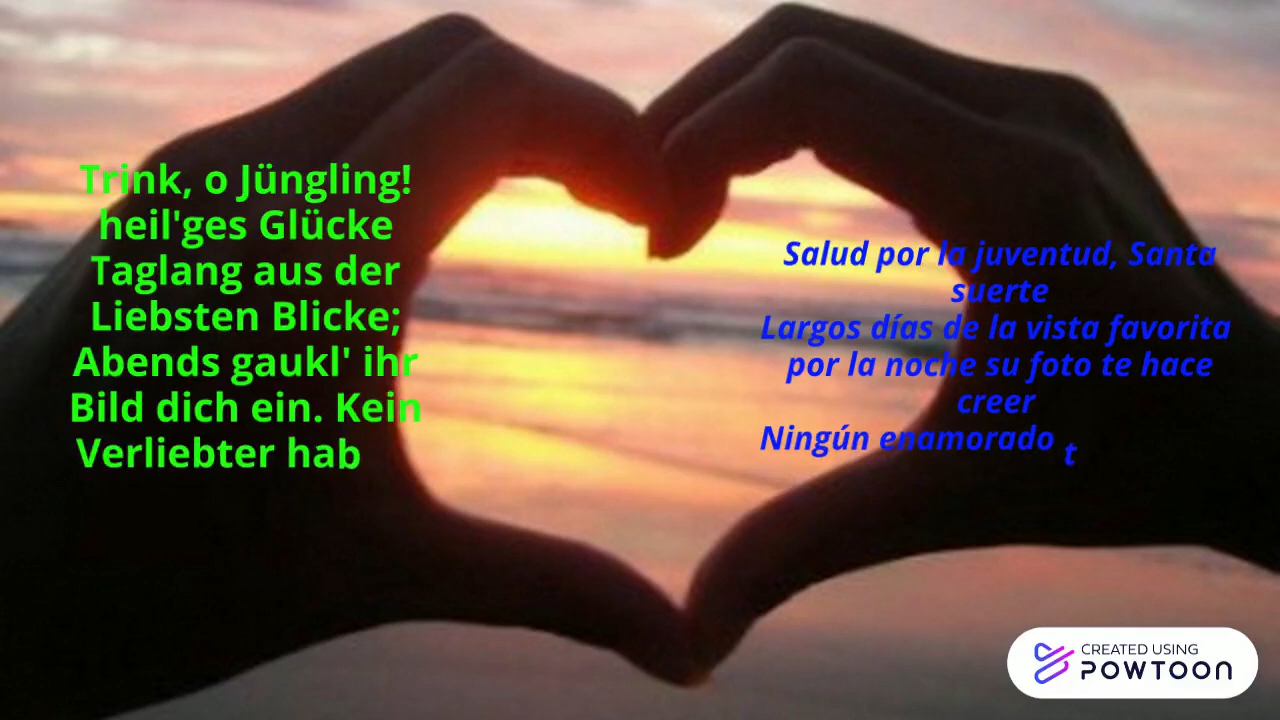 Trink, o Jüngling!
heil'ges Glücke
Taglang aus der
Liebsten Blicke;
Abends gaukl' ihr
Bild dich ein. Kein
Verliebter hab
Salud por la juventud, Santa
suerte
Largos días de la vista favorita
por la noche su foto te hace
creer
Ningún enamorado t
CREATED USING
POWTOON